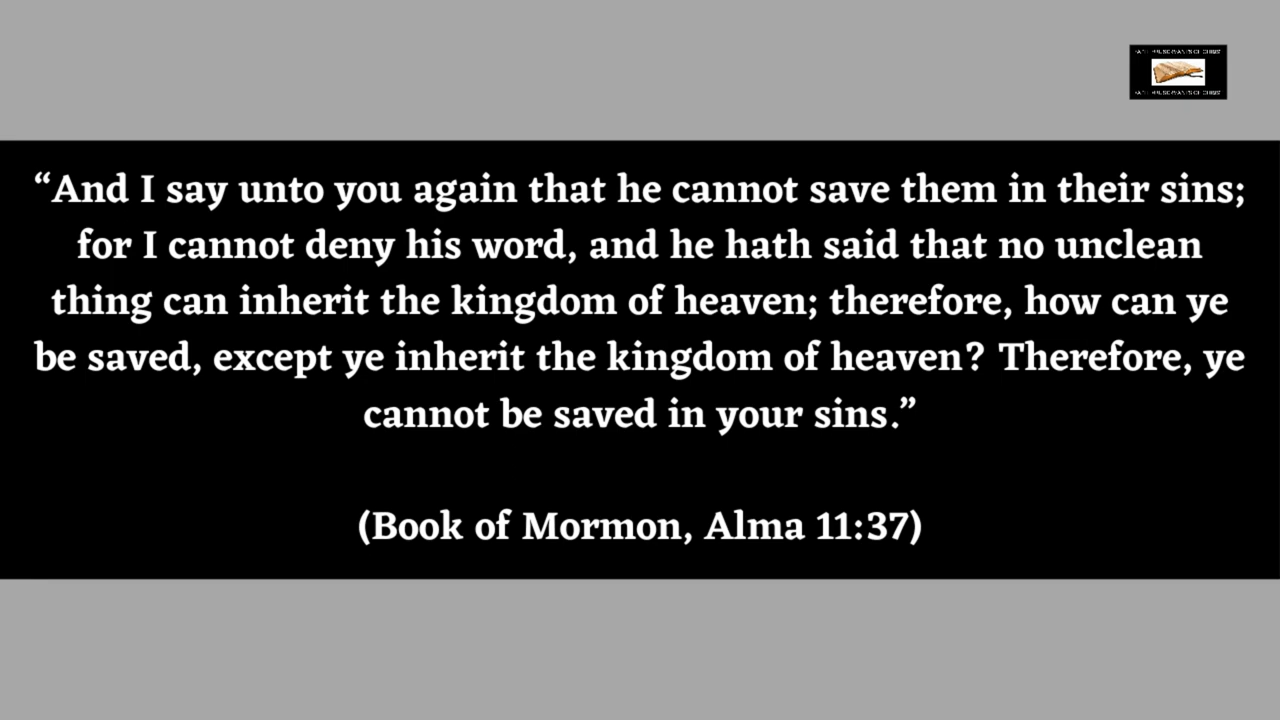 “And I say unto you again that he cannot save them in their sins;
for I cannot deny his word, and he hath said that no unclean
thing can inherit the kingdom of heaven; therefore, how can ye
be saved, except ye inherit the kingdom of heaven? Therefore, ye
cannot be saved in your sins.”
(Book of Mormon, Alma 11:37)